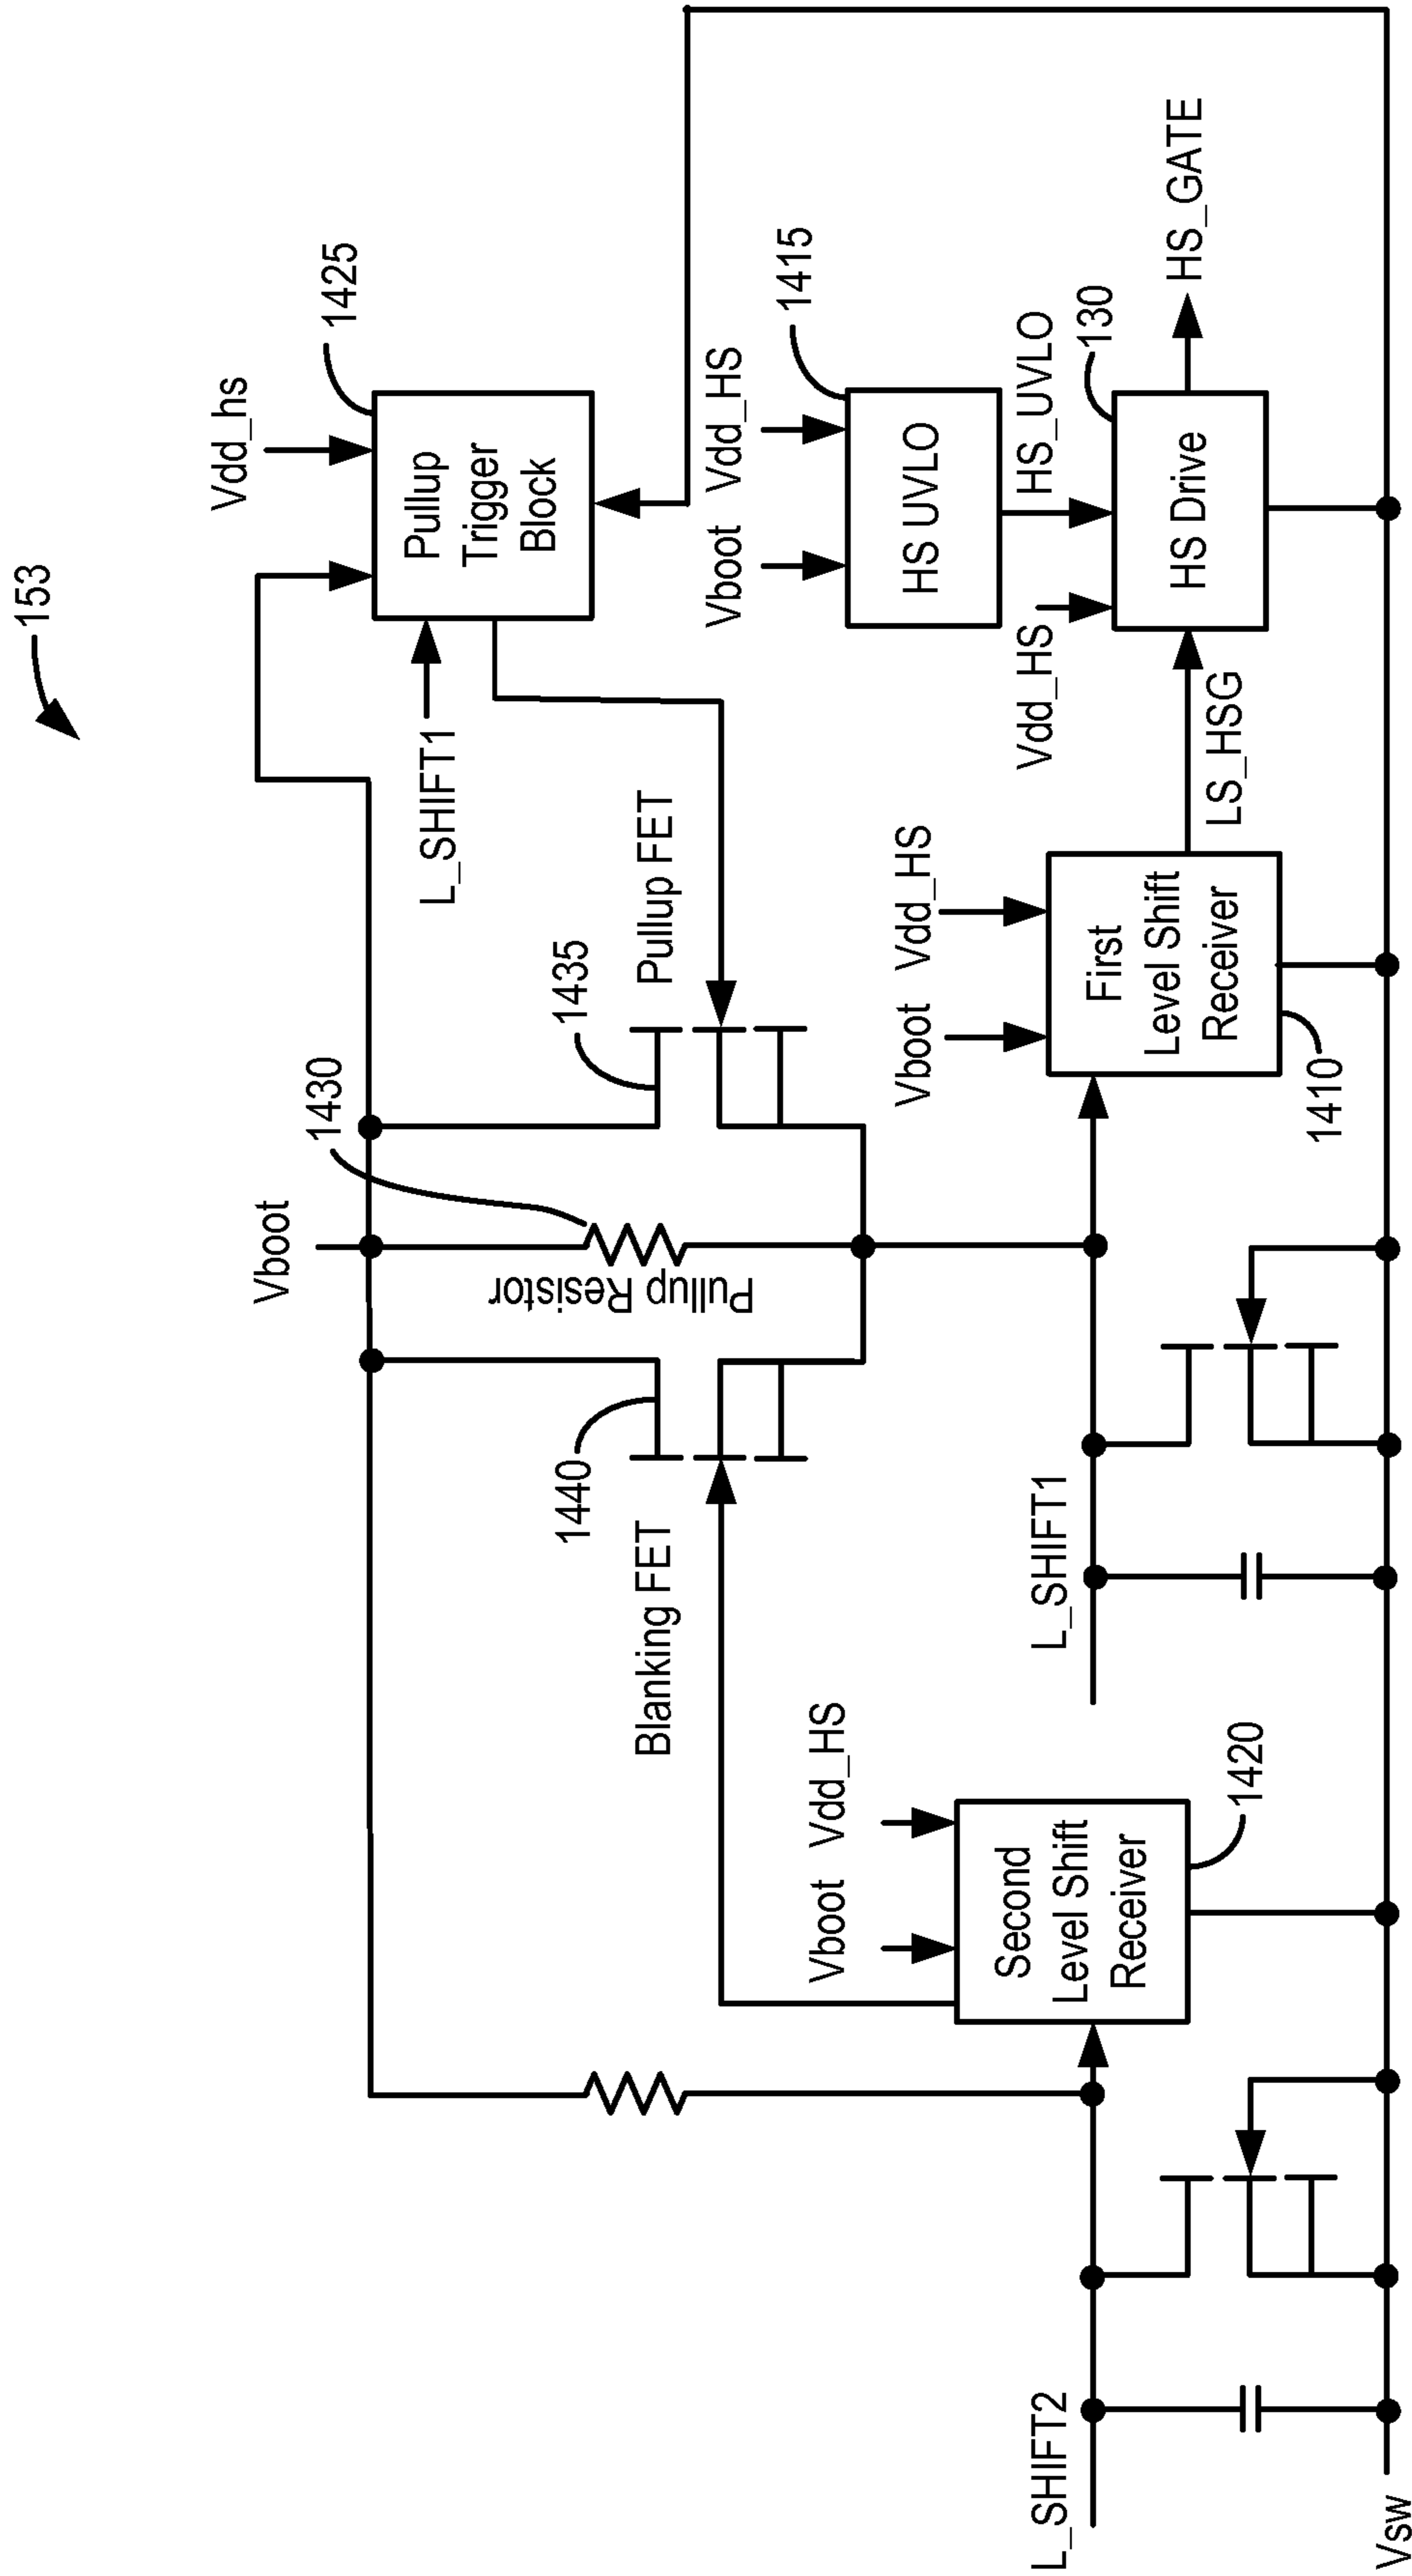 153
Vdd_hs
1425
Pullup
Trigger
Block
L_SHIFT1
Vboot
1430
Pullup Resistor
1435
Pullup FET
1440
Blanking FET
Vboot
Vdd_HS
1415
HS UVLO
HS_UVLO
Vdd_HS
130
HS Drive
HS_GATE
LS_HSG
Vboot
Vdd_HS
First
Level Shift
Receiver
1410
L_SHIFT1
Vboot
Vdd_HS
Second
Level Shift
Receiver
1420
L_SHIFT2
Vsw